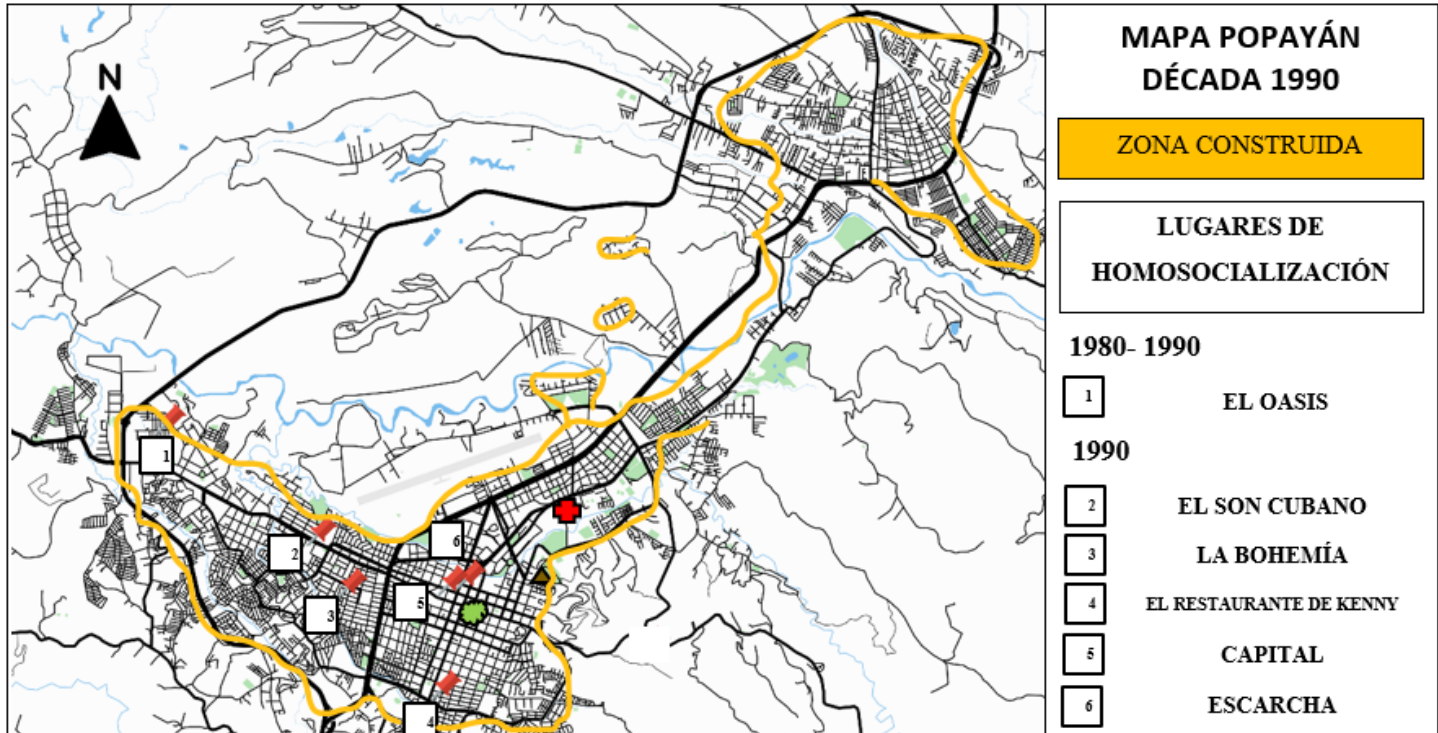 N
1
2
3
4
5
6
MAPA POPAYÁN
DÉCADA 1990
ZONA CONSTRUIDA
LUGARES DE
HOMOSOCIALIZACIÓN
1980- 1990
1 EL OASIS
1990
2 EL SON CUBANO
3 LA BOHEMÍA
4 EL RESTAURANTE DE KENNY
5 CAPITAL
6 ESCARCHA